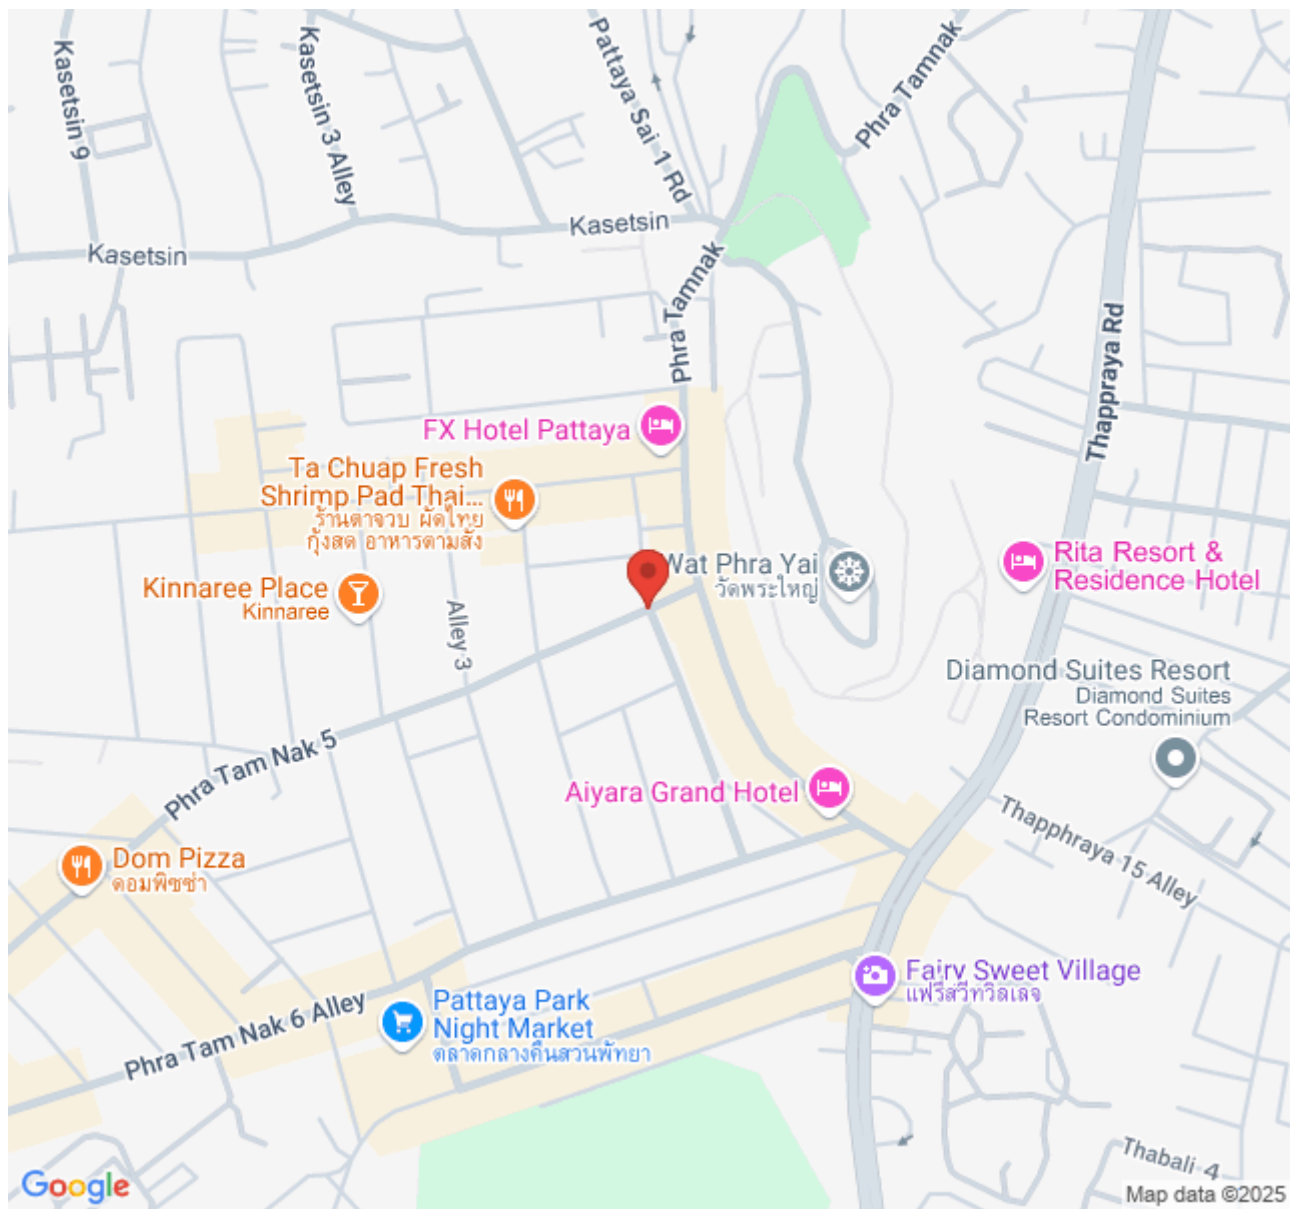 Kasetsin 9
Kasetsin 3 Alley
Pattaya Sai 1 Rd
Phra Tamnak
Kasetsin
Kasetsin
Phra Tamnak
Thappraya Rd
FX Hotel Pattaya
Ta Chuap Fresh
Shrimp Pad Thai...
ร้านตาจวบ ผัดไทย
กุ้งสด อาหารตามสั่ง
Wat Phra Yai
วัดพระใหญ่
Rita Resort &
Residence Hotel
Kinnaree Place
Kinnaree
Alley 3
Diamond Suites Resort
Diamond Suites
Resort Condominium
Phra Tam Nak 5
Aiyara Grand Hotel
Thapphraya 15 Alley
Dom Pizza
ดอมพิซซ่า
Fairy Sweet Village
แฟรี่สวีทวิลเลจ
Pattaya Park
Night Market
ตลาดกลางคืนสวนพัทยา
Phra Tam Nak 6 Alley
Thabali 4
Google
Map data ©2025